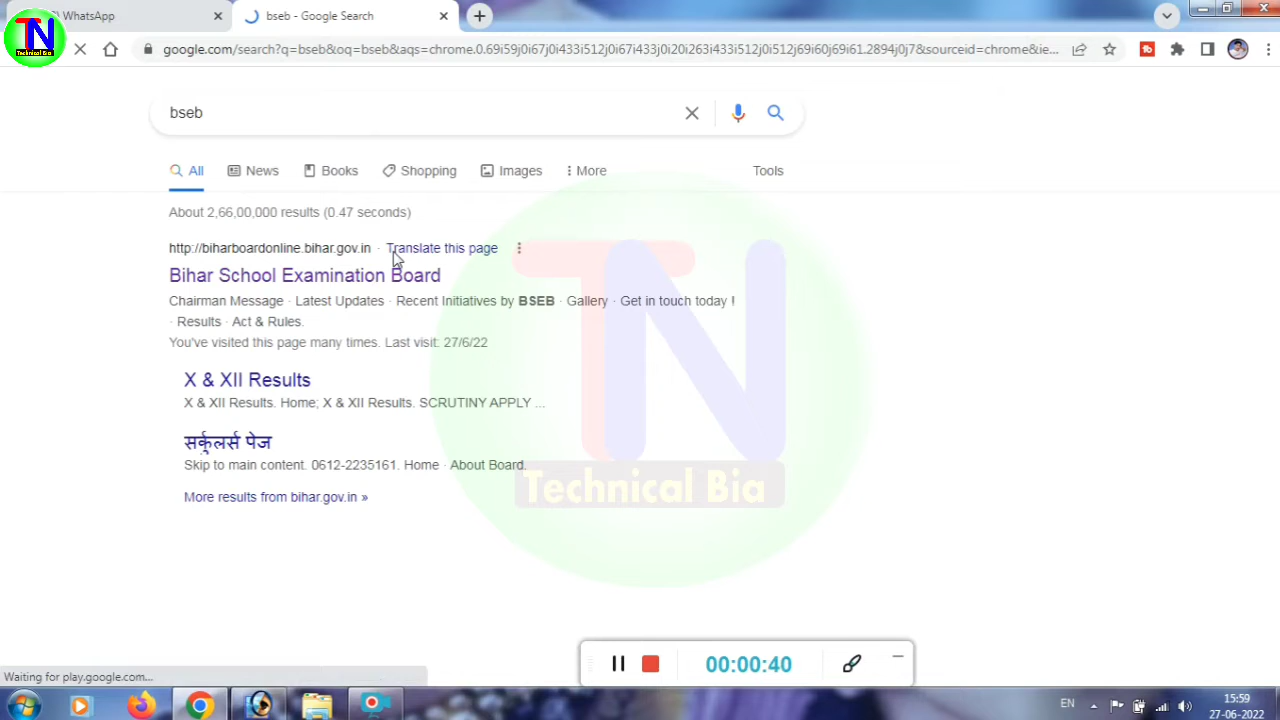 ) WhatsApp
bseb - Google Search
TN
Technical Bia
google.com/search?q=bseb&oq=bseb&aqs=chrome.0.69i59j0i67j0i433i512j0i67i433j0i20i263i433i512j0i512j69i60j69i61.2894j0j7&sourceid=chrome&ie...
bseb
All News Books Shopping Images More Tools
About 2,66,00,000 results (0.47 seconds)
http://biharboardonline.bihar.gov.in · Translate this page
Bihar School Examination Board
Chairman Message · Latest Updates · Recent Initiatives by BSEB · Gallery · Get in touch today !
· Results · Act & Rules.
You've visited this page many times. Last visit: 27/6/22
X & XII Results
X & XII Results. Home; X & XII Results. SCRUTINY APPLY ...
सर्कुलर्स पेज
Skip to main content. 0612-2235161. Home · About Board.
More results from bihar.gov.in »
TN
Technical Bia
00:00:40
Waiting for play.google.com...
EN
15:59
27-06-2022